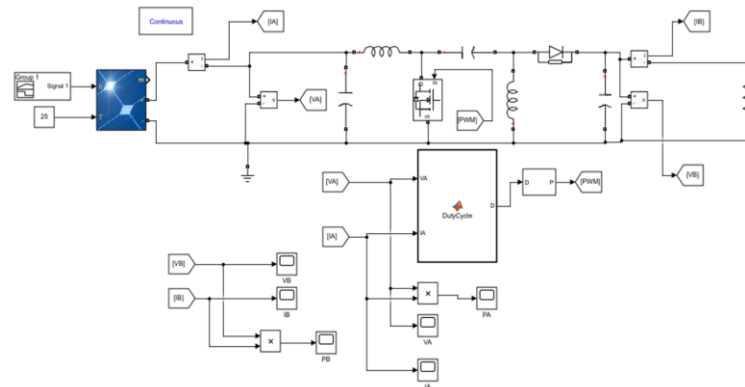 Continuous
[IA]
[IB]
Group 1
Signal 1
m
Ir
25
T
+
-
i
+
-
v
[VA]
g
D
S
[PWM]
+
-
i
+
-
v
[VB]
[VA]
VA
D
D
P
[PWM]
DutyCycle
[IA]
IA
[VB]
VB
[IB]
IB
×
PB
×
PA
VA
IA